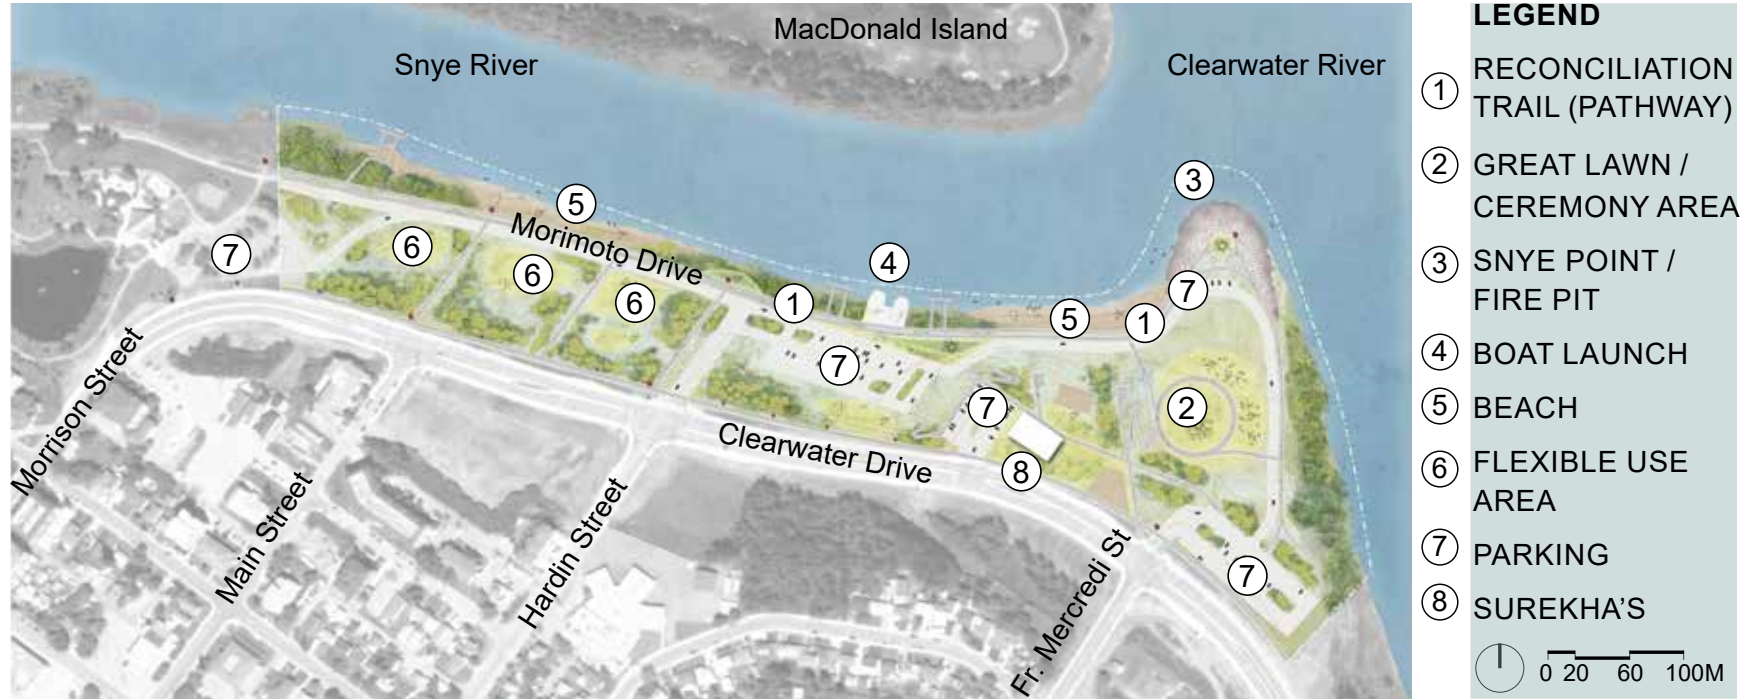 MacDonald Island
Snye River
Clearwater River
3
5
Morimoto Drive
7
6
6
6
4
7
1
5
1
7
2
7
8
7
Clearwater Drive
Morrison Street
Main Street
Hardin Street
Fr. Mercredi St
LEGEND
1 RECONCILIATION
TRAIL (PATHWAY)
2 GREAT LAWN /
CEREMONY AREA
3 SNYE POINT /
FIRE PIT
4 BOAT LAUNCH
5 BEACH
6 FLEXIBLE USE
AREA
7 PARKING
8 SUREKHA'S
0 20 60 100M